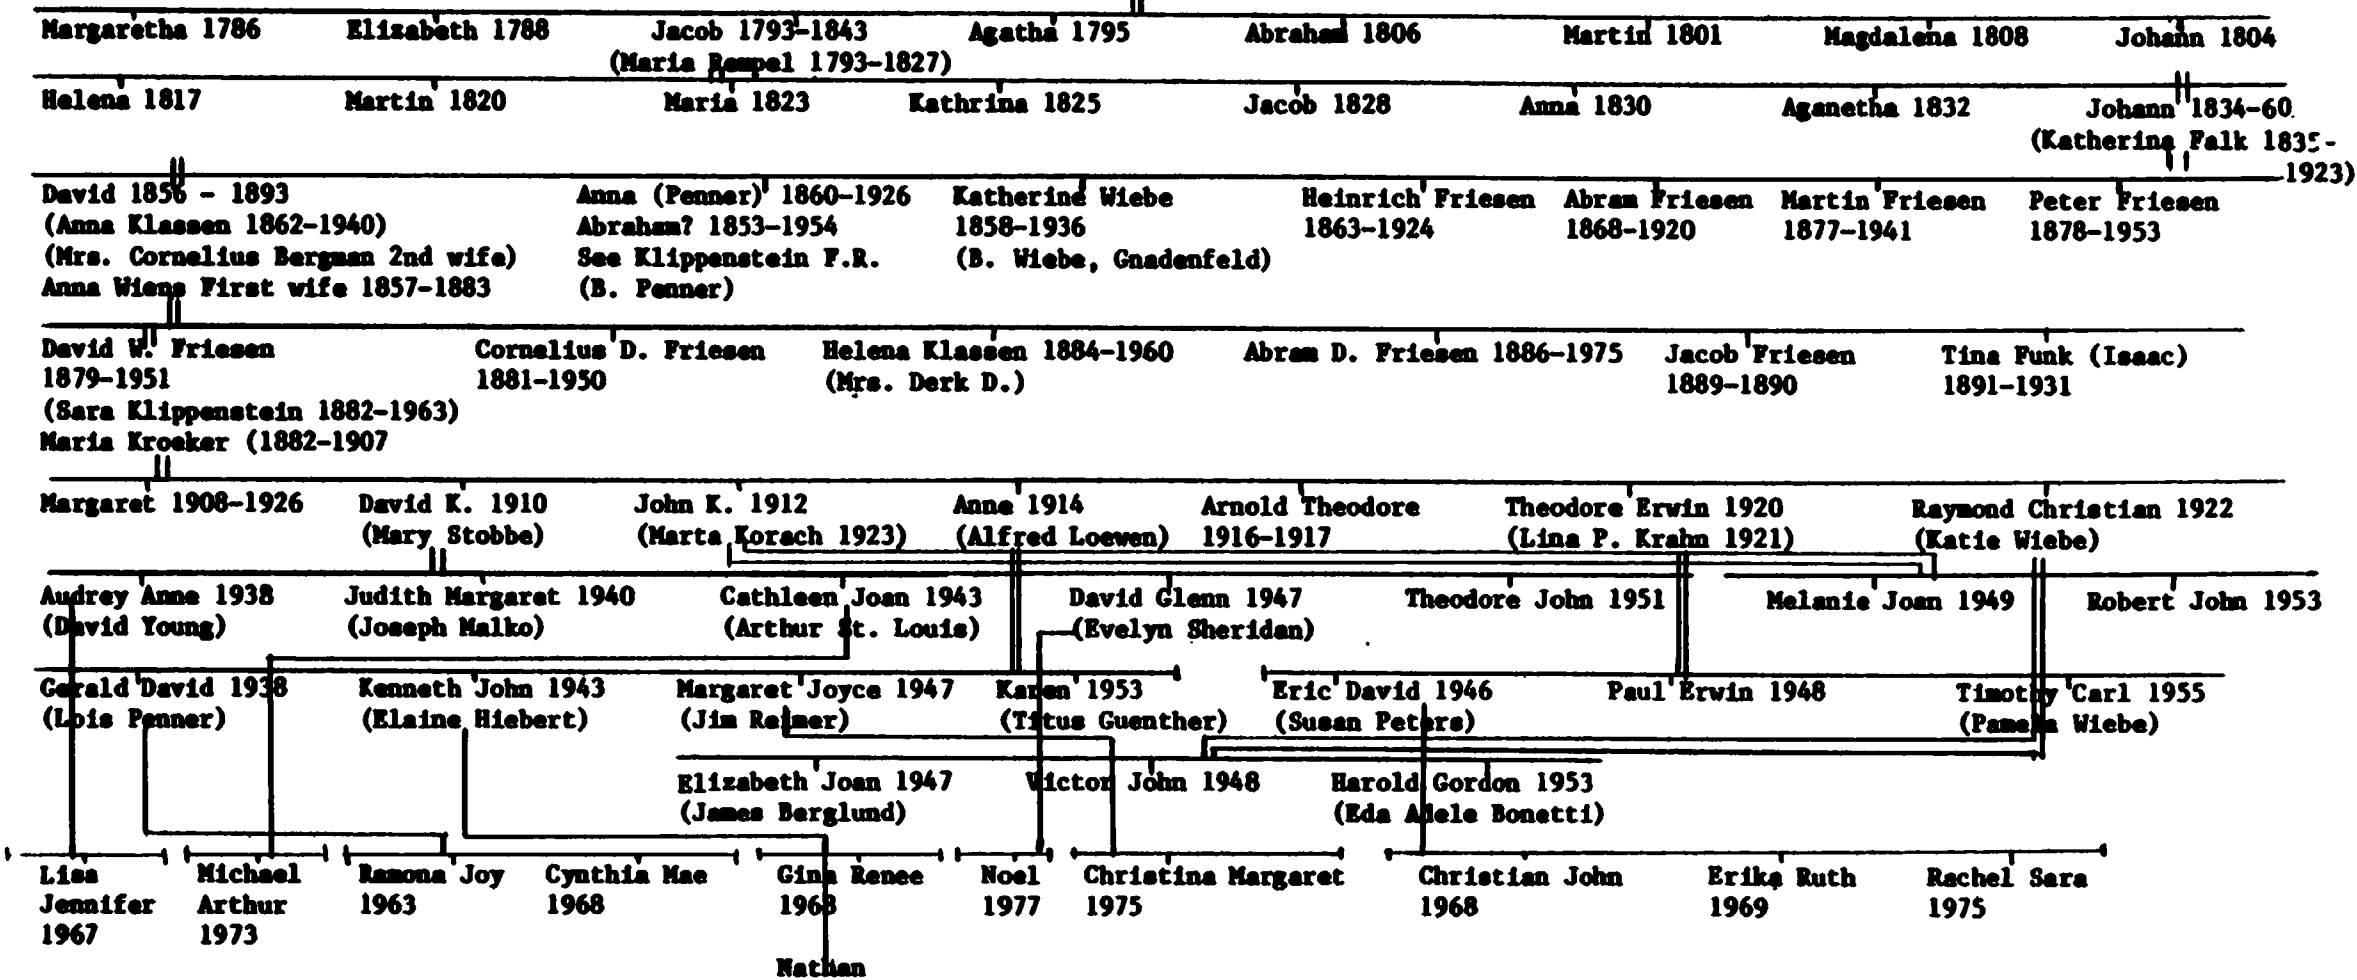 Margaretha 1786 Elizabeth 1788 Jacob 1793-1843 Agatha 1795 Abraham 1806 Martin 1801 Magdalena 1808 Johann 1804
(Maria Rempel 1793-1827)
Helena 1817 Martin 1820 Maria 1823 Kathrina 1825 Jacob 1828 Anna 1830 Aganetha 1832 Johann 1834-60
(Katherina Falk 1835-
1923)
David 1856 - 1893 Anna (Penner) 1860-1926 Katherine Wiebe Heinrich Friesen Abram Friesen Martin Friesen Peter Friesen
(Anna Klassen 1862-1940) Abraham? 1853-1954 1858-1936 1863-1924 1868-1920 1877-1941 1878-1953
(Mrs. Cornelius Bergman 2nd wife) See Klippenstein F.R. (B. Wiebe, Gnadenfeld)
Anna Wiens First wife 1857-1883 (B. Penner)
David W. Friesen Cornelius D. Friesen Helena Klassen 1884-1960 Abram D. Friesen 1886-1975 Jacob Friesen Tina Funk (Isaac)
1879-1951 1881-1950 (Mrs. Derk D.) 1889-1890 1891-1931
(Sara Klippenstein 1882-1963)
Maria Kroeker (1882-1907
Margaret 1908-1926 David K. 1910 John K. 1912 Anne 1914 Arnold Theodore Theodore Erwin 1920 Raymond Christian 1922
(Mary Stobbe) (Marta Korach 1923) (Alfred Loewen) 1916-1917 (Lina P. Krahn 1921) (Katie Wiebe)
Audrey Anne 1938 Judith Margaret 1940 Cathleen Joan 1943 David Glenn 1947 Theodore John 1951 Melanie Joan 1949 Robert John 1953
(David Young) (Joseph Malko) (Arthur St. Louis) (Evelyn Sheridan)
Gerald David 1938 Kenneth John 1943 Margaret Joyce 1947 Karen 1953 Eric David 1946 Paul Erwin 1948 Timothy Carl 1955
(Lois Penner) (Elaine Hiebert) (Jim Reimer) (Titus Guenther) (Susan Peters) (Pamela Wiebe)
Elizabeth Joan 1947 Victor John 1948 Harold Gordon 1953
(James Berglund) (Eda Adele Bonetti)
Lisa Michael Ramona Joy Cynthia Mae Gina Renee Noel Christina Margaret Christian John Erika Ruth Rachel Sara
Jennifer Arthur 1963 1968 1968 1977 1975 1968 1969 1975
1967 1973
Nathan